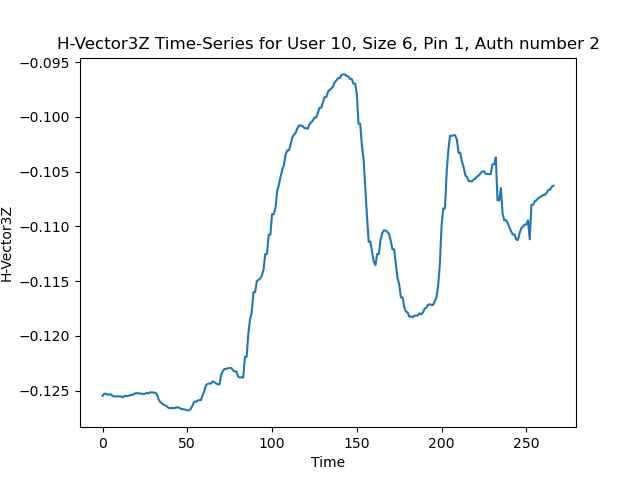 H-Vector3Z Time-Series for User 10, Size 6, Pin 1, Auth number 2
H-Vector3Z
−0.095
−0.100
−0.105
−0.110
−0.115
−0.120
−0.125
0 50 100 150 200 250
Time